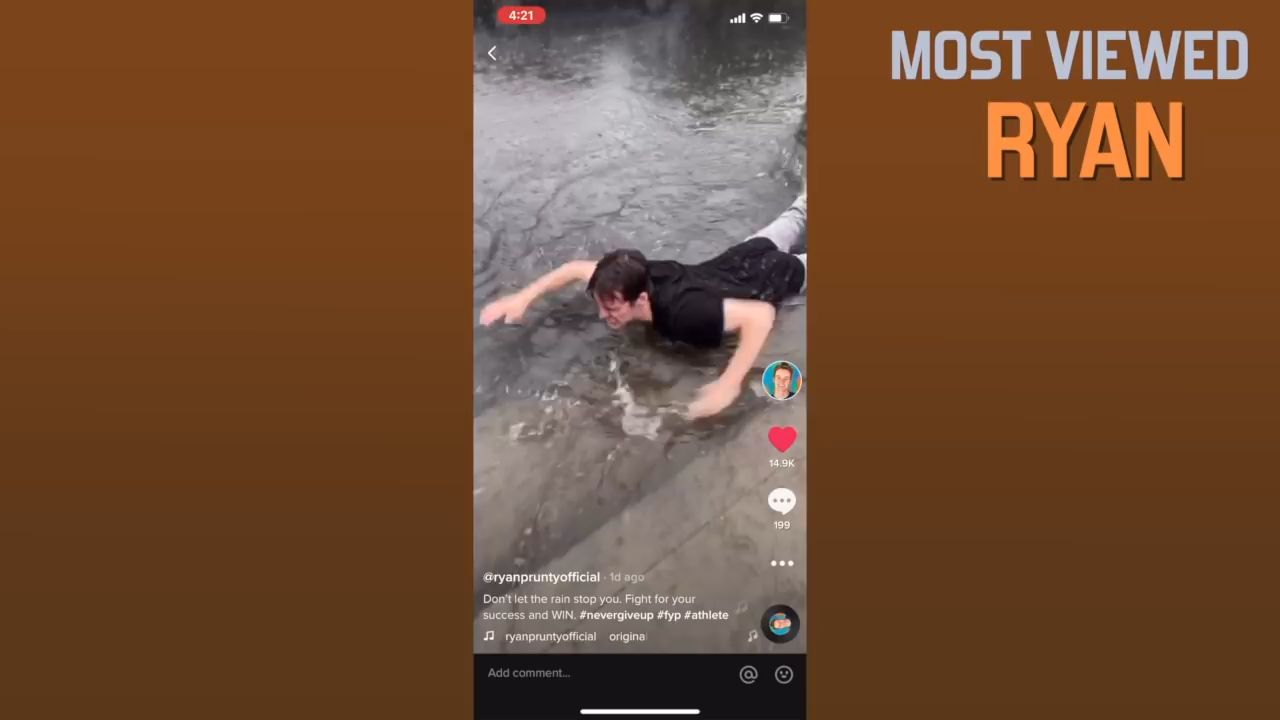 4:21
MOST VIEWED
RYAN
14.9K
199
@ryanpruntyofficial · 1d ago
Don't let the rain stop you. Fight for your
success and WIN. #nevergiveup #fyp #athlete
ryanpruntyofficial origina
Add comment...